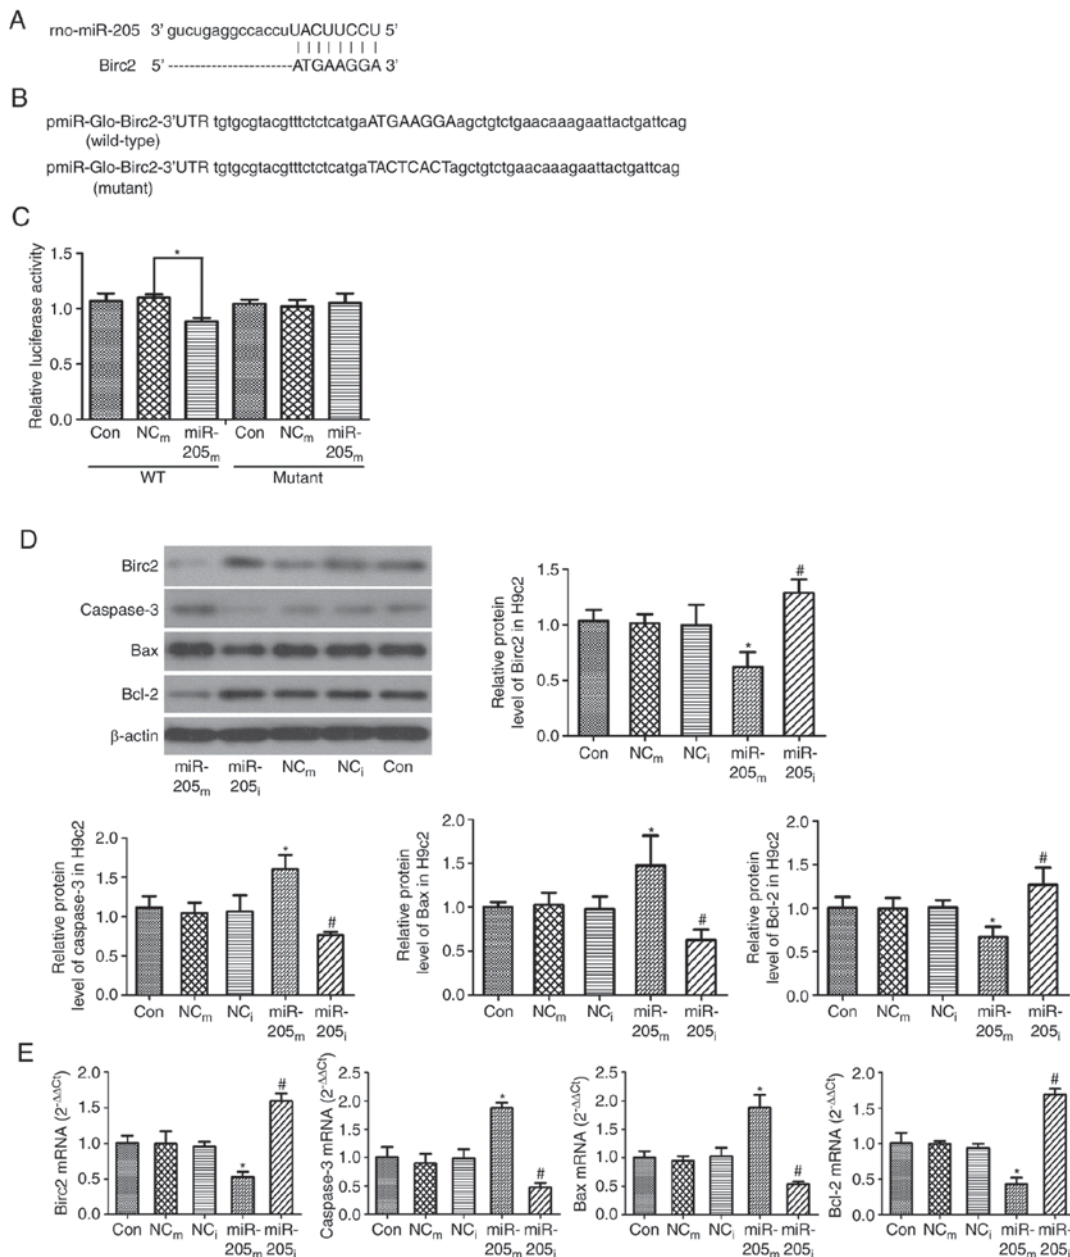 A
rno-miR-205 3' gucugaggccaccuUACUUCCU 5'
Birc2 5' -----------------------ATGAAGGA 3'
B
pmiR-Glo-Birc2-3'UTR tgtgcgtacgtttctctcatgaATGAAGGAagctgtctgaacaaagaattactgattcag
(wild-type)
pmiR-Glo-Birc2-3'UTR tgtgcgtacgtttctctcatgaTACTCACTagctgtctgaacaaagaattactgattcag
(mutant)
C
Relative luciferase activity
1.5
1.0
0.5
0.0
*
Con NCm miR-205m Con NCm miR-205m
WT Mutant
D
Birc2
Caspase-3
Bax
Bcl-2
β-actin
miR-205m miR-205i NCm NCi Con
Relative protein
level of Birc2 in H9c2
1.5
1.0
0.5
0.0
* #
Con NCm NCi miR-205m miR-205i
Relative protein
level of caspase-3 in H9c2
2.0
1.5
1.0
0.5
0.0
* #
Con NCm NCi miR-205m miR-205i
Relative protein
level of Bax in H9c2
2.0
1.5
1.0
0.5
0.0
* #
Con NCm NCi miR-205m miR-205i
Relative protein
level of Bcl-2 in H9c2
2.0
1.5
1.0
0.5
0.0
* #
Con NCm NCi miR-205m miR-205i
E
Birc2 mRNA (2-ΔΔCt)
2.0
1.5
1.0
0.5
0.0
* #
Con NCm NCi miR-205m miR-205i
Caspase-3 mRNA (2-ΔΔCt)
2.5
2.0
1.5
1.0
0.5
0.0
* #
Con NCm NCi miR-205m miR-205i
Bax mRNA (2-ΔΔCt)
2.5
2.0
1.5
1.0
0.5
0.0
* #
Con NCm NCi miR-205m miR-205i
Bcl-2 mRNA (2-ΔΔCt)
2.0
1.5
1.0
0.5
0.0
* #
Con NCm NCi miR-205m miR-205i